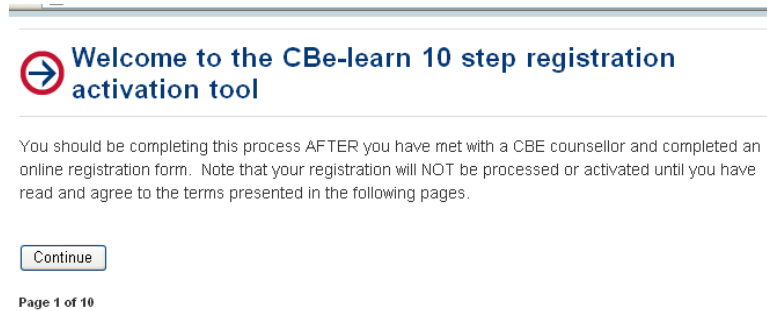 Welcome to the CBe-learn 10 step registration
activation tool
You should be completing this process AFTER you have met with a CBE counsellor and completed an
online registration form.  Note that your registration will NOT be processed or activated until you have
read and agree to the terms presented in the following pages.
Continue
Page 1 of 10